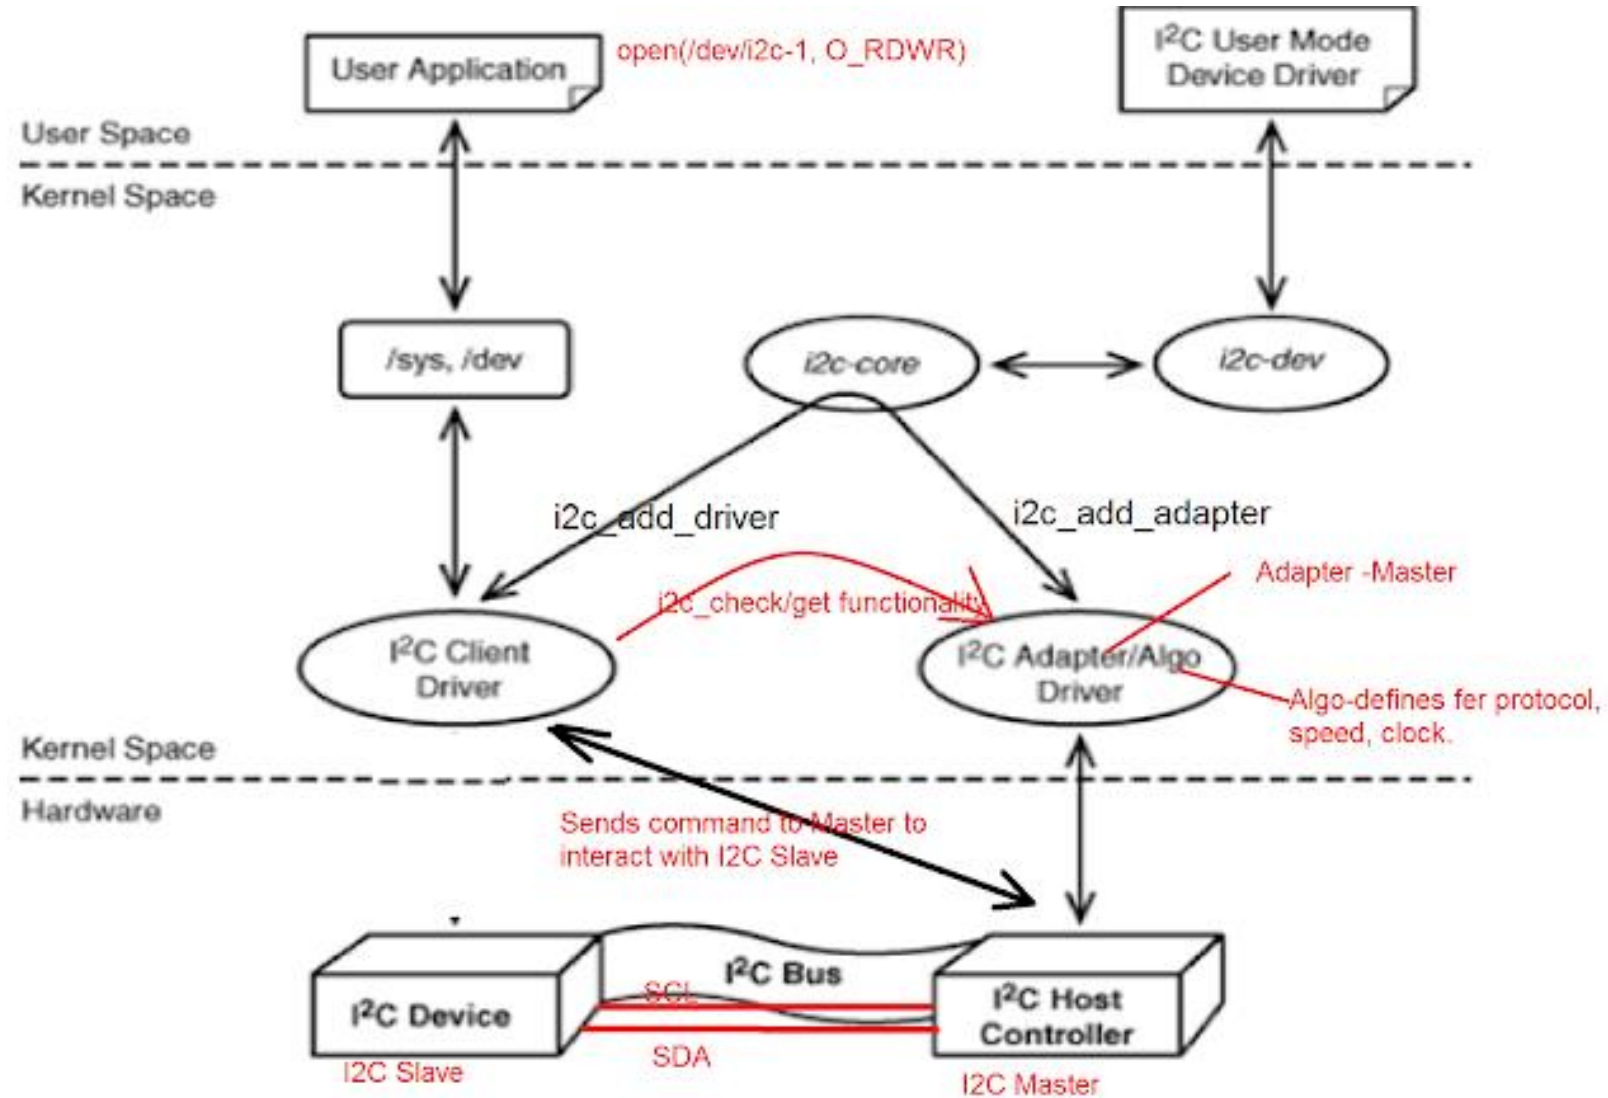 I²C User Mode
Device Driver
User Application
open(/dev/i2c-1, O_RDWR)
User Space
Kernel Space
/sys, /dev
i2c-core
i2c-dev
i2c_add_driver
i2c_add_adapter
Adapter -Master
i2c_check/get functionality
I²C Client
Driver
I²C Adapter/Algo
Driver
Algo-defines fer protocol,
speed, clock.
Kernel Space
Hardware
Sends command to Master to
interact with I2C Slave
I²C Bus
SCL
I²C Device
I²C Host
Controller
SDA
I2C Slave
I2C Master